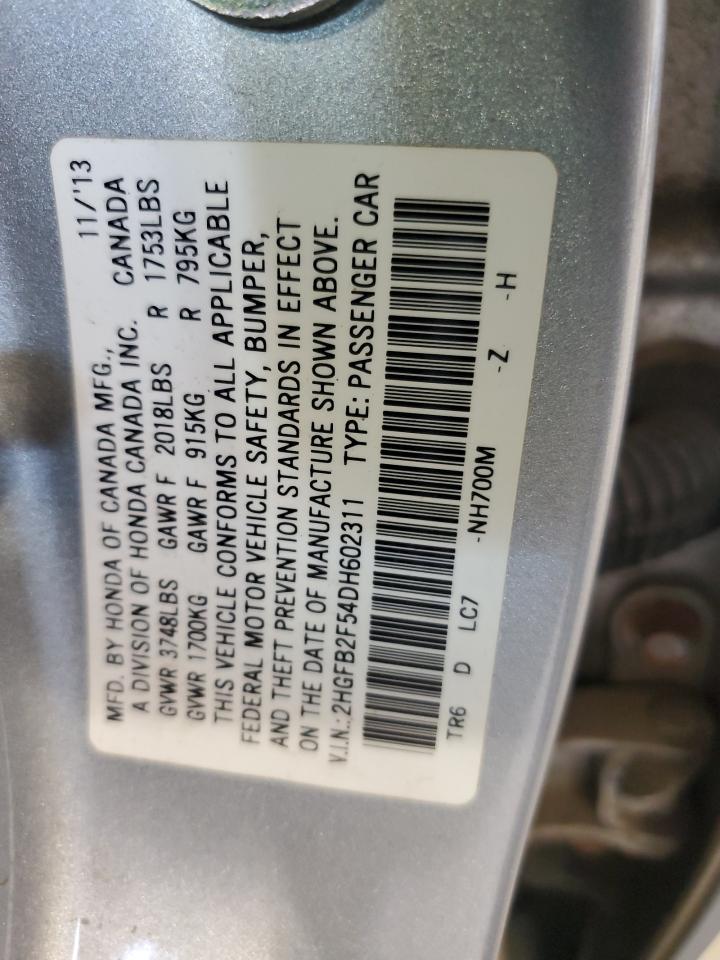 MFD. BY HONDA OF CANADA MFG., 11/'13
A DIVISION OF HONDA CANADA INC. CANADA
GVWR 3748LBS GAWR F 2018LBS R 1753LBS
GVWR 1700KG GAWR F 915KG R 795KG
THIS VEHICLE CONFORMS TO ALL APPLICABLE
FEDERAL MOTOR VEHICLE SAFETY, BUMPER,
AND THEFT PREVENTION STANDARDS IN EFFECT
ON THE DATE OF MANUFACTURE SHOWN ABOVE.
V.I.N.: 2HGFB2F54DH602311 TYPE: PASSENGER CAR
TR6 D LC7 -NH700M -Z -H